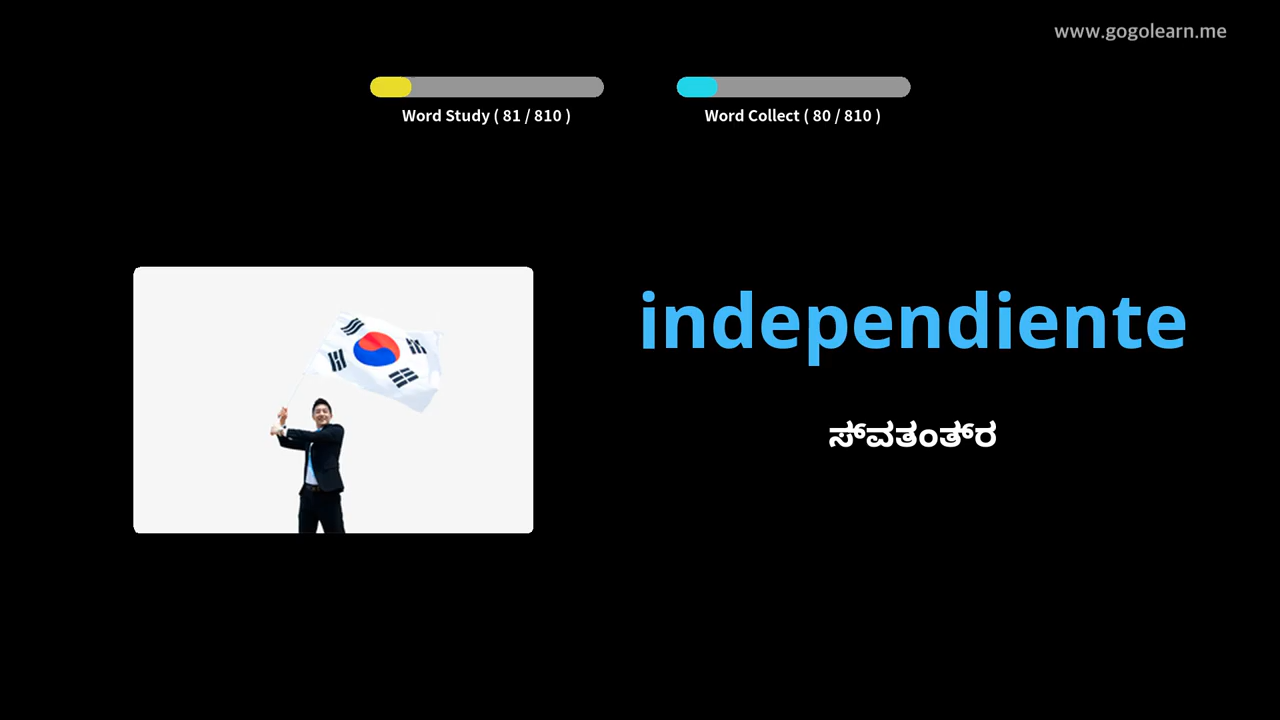 www.gogolearn.me
Word Study ( 81 / 810 )
Word Collect ( 80 / 810 )
independiente
ಸ್‌ವತಂತ್‌ರ